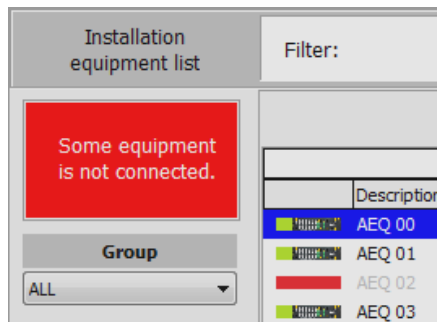 Installation
equipment list
Filter:
Some equipment
is not connected.
Group
ALL
Description
AEQ 00
AEQ 01
AEQ 02
AEQ 03